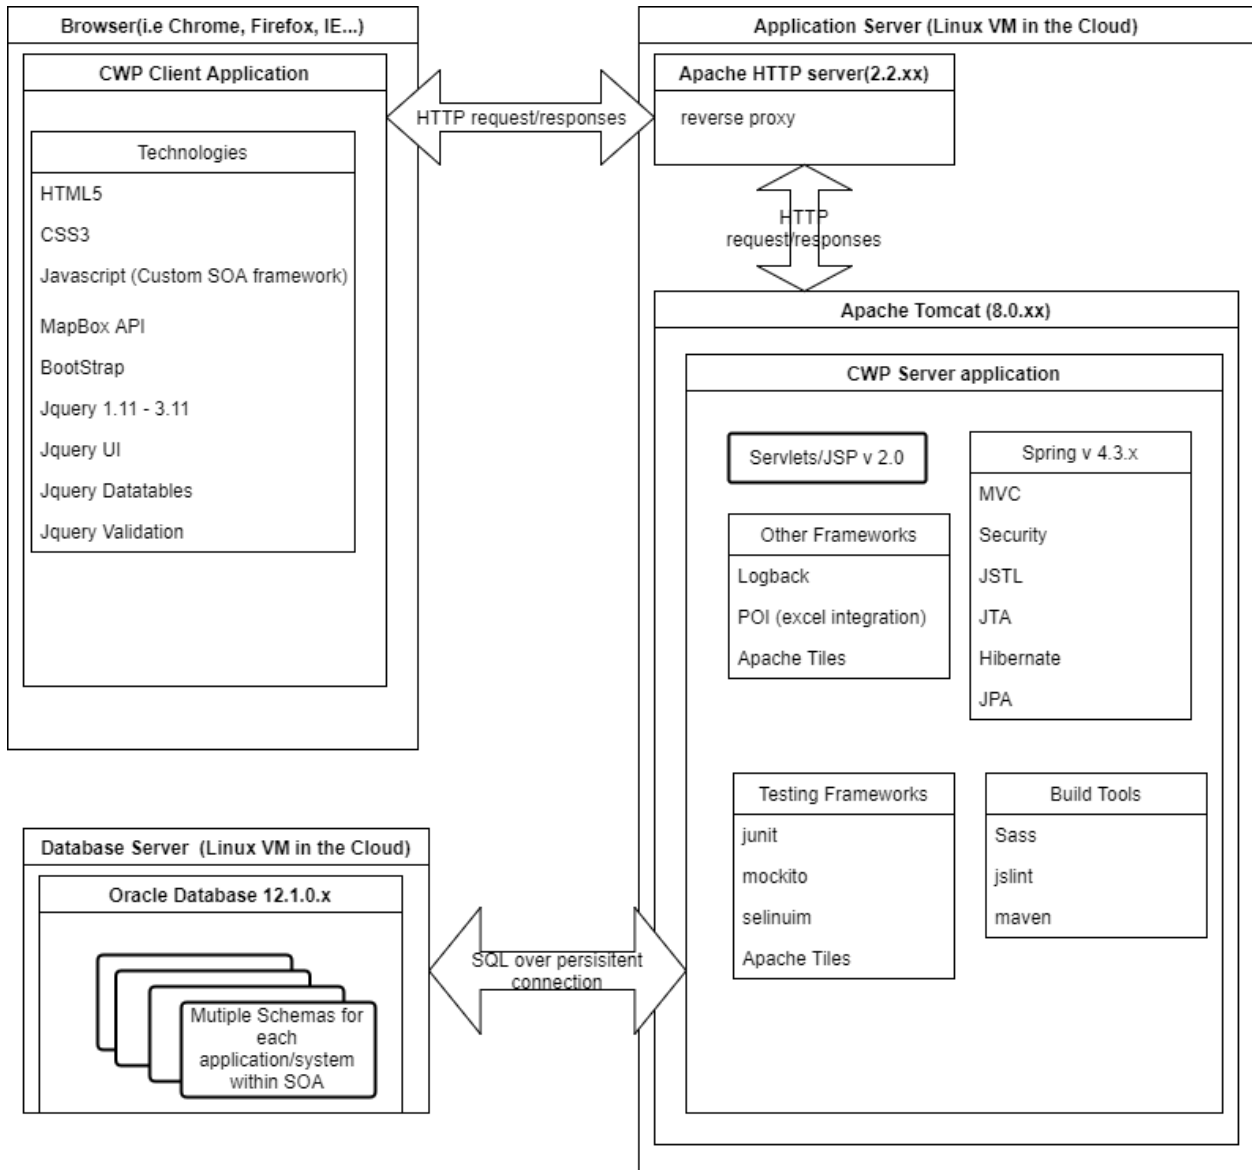 Browser(i.e Chrome, Firefox, IE...)
CWP Client Application
Technologies
HTML5
CSS3
Javascript (Custom SOA framework)
MapBox API
BootStrap
Jquery 1.11 - 3.11
Jquery UI
Jquery Datatables
Jquery Validation
HTTP request/responses
Application Server (Linux VM in the Cloud)
Apache HTTP server(2.2.xx)
reverse proxy
HTTP
request/responses
Apache Tomcat (8.0.xx)
CWP Server application
Servlets/JSP v 2.0
Spring v 4.3.x
MVC
Security
JSTL
JTA
Hibernate
JPA
Other Frameworks
Logback
POI (excel integration)
Apache Tiles
Testing Frameworks
junit
mockito
selinuim
Apache Tiles
Build Tools
Sass
jslint
maven
Database Server (Linux VM in the Cloud)
Oracle Database 12.1.0.x
Mutiple Schemas for
each
application/system
within SOA
SQL over persisitent
connection